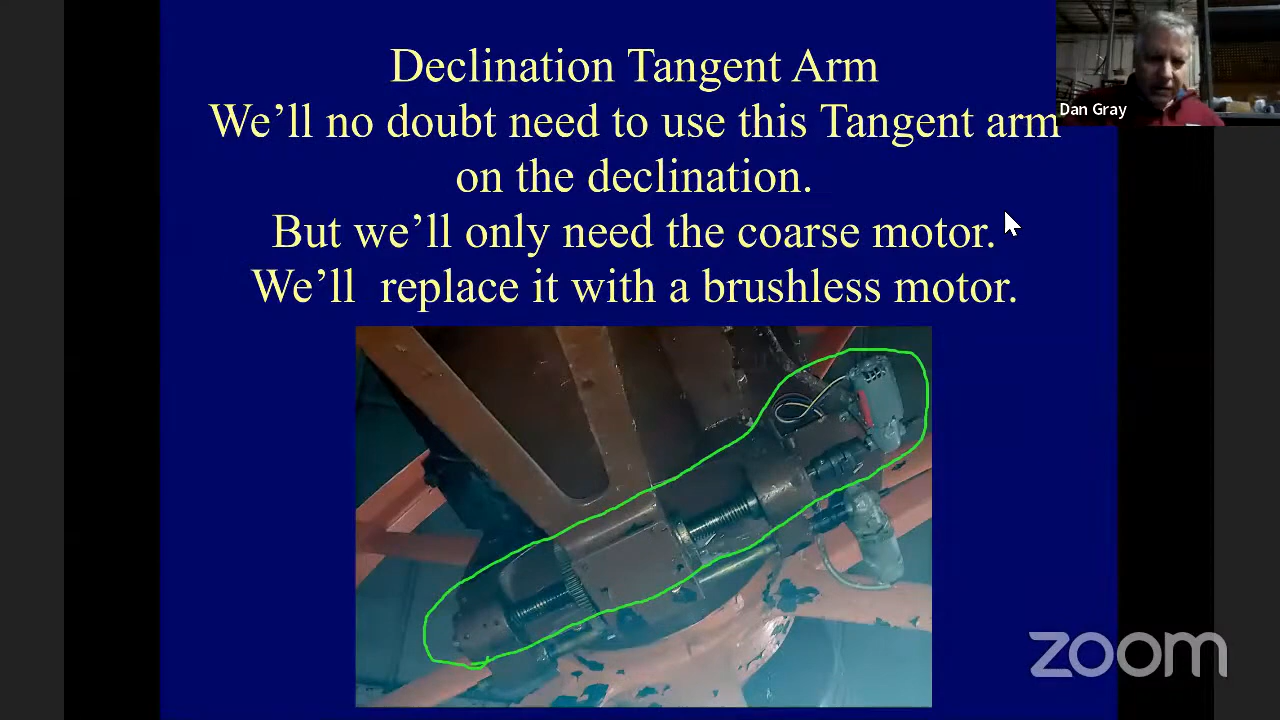 Declination Tangent Arm
We’ll no doubt need to use this Tangent arm
on the declination.
But we’ll only need the coarse motor.
We’ll  replace it with a brushless motor.
Dan Gray
zoom